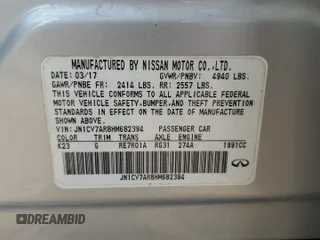 MANUFACTURED BY NISSAN MOTOR CO.,LTD.
DATE: 03/17 GVWR/PNBV: 4940 LBS.
GAWR/PNBE FR: 2414 LBS. RR: 2557 LBS.
THIS VEHICLE CONFORMS TO ALL APPLICABLE FEDERAL
MOTOR VEHICLE SAFETY,BUMPER,AND THEFT PREVENTION
STANDARDS IN EFFECT ON THE DATE OF MANUFACTURE
SHOWN ABOVE.
VIN:JN1CV7AR8HM682394 PASSENGER CAR
COLOR TRIM TRANS AXLE ENGINE
K23 G RE7R01A RG31 274A 1991CC
JN1CV7AR8HM682394
DREAMBID